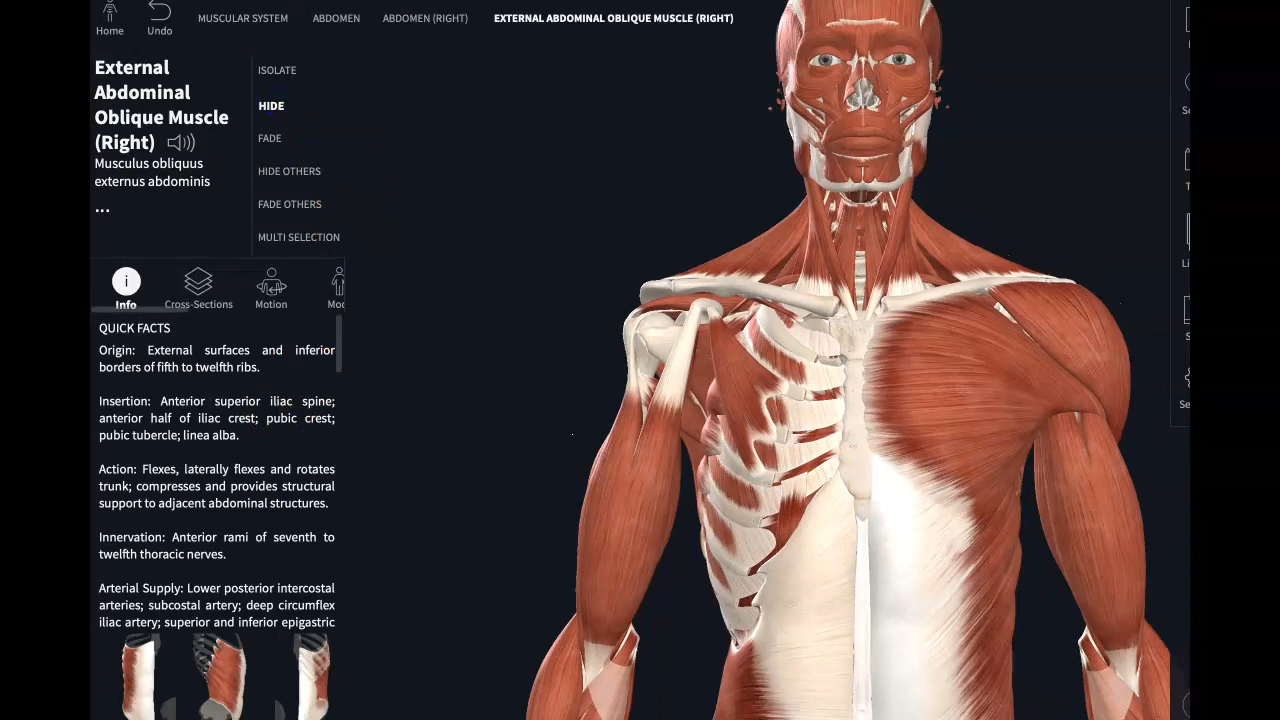 Home
Undo
MUSCULAR SYSTEM
ABDOMEN
ABDOMEN (RIGHT)
EXTERNAL ABDOMINAL OBLIQUE MUSCLE (RIGHT)
External
Abdominal
Oblique Muscle
(Right)
Musculus obliquus
externus abdominis
...
ISOLATE
HIDE
FADE
HIDE OTHERS
FADE OTHERS
MULTI SELECTION
Info
Cross-Sections
Motion
QUICK FACTS
Origin: External surfaces and inferior
borders of fifth to twelfth ribs.
Insertion: Anterior superior iliac spine;
anterior half of iliac crest; pubic crest;
pubic tubercle; linea alba.
Action: Flexes, laterally flexes and rotates
trunk; compresses and provides structural
support to adjacent abdominal structures.
Innervation: Anterior rami of seventh to
twelfth thoracic nerves.
Arterial Supply: Lower posterior intercostal
arteries; subcostal artery; deep circumflex
iliac artery; superior and inferior epigastric